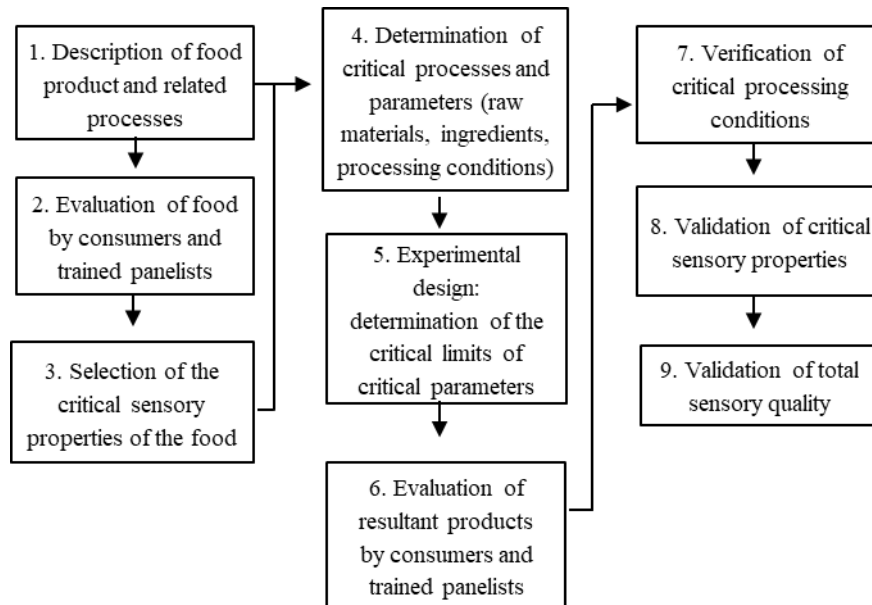 1. Description of food
product and related
processes
2. Evaluation of food
by consumers and
trained panelists
3. Selection of the
critical sensory
properties of the food
4. Determination of
critical processes and
parameters (raw
materials, ingredients,
processing conditions)
5. Experimental
design:
determination of the
critical limits of
critical parameters
6. Evaluation of
resultant products
by consumers and
trained panelists
7. Verification of
critical processing
conditions
8. Validation of critical
sensory properties
9. Validation of total
sensory quality